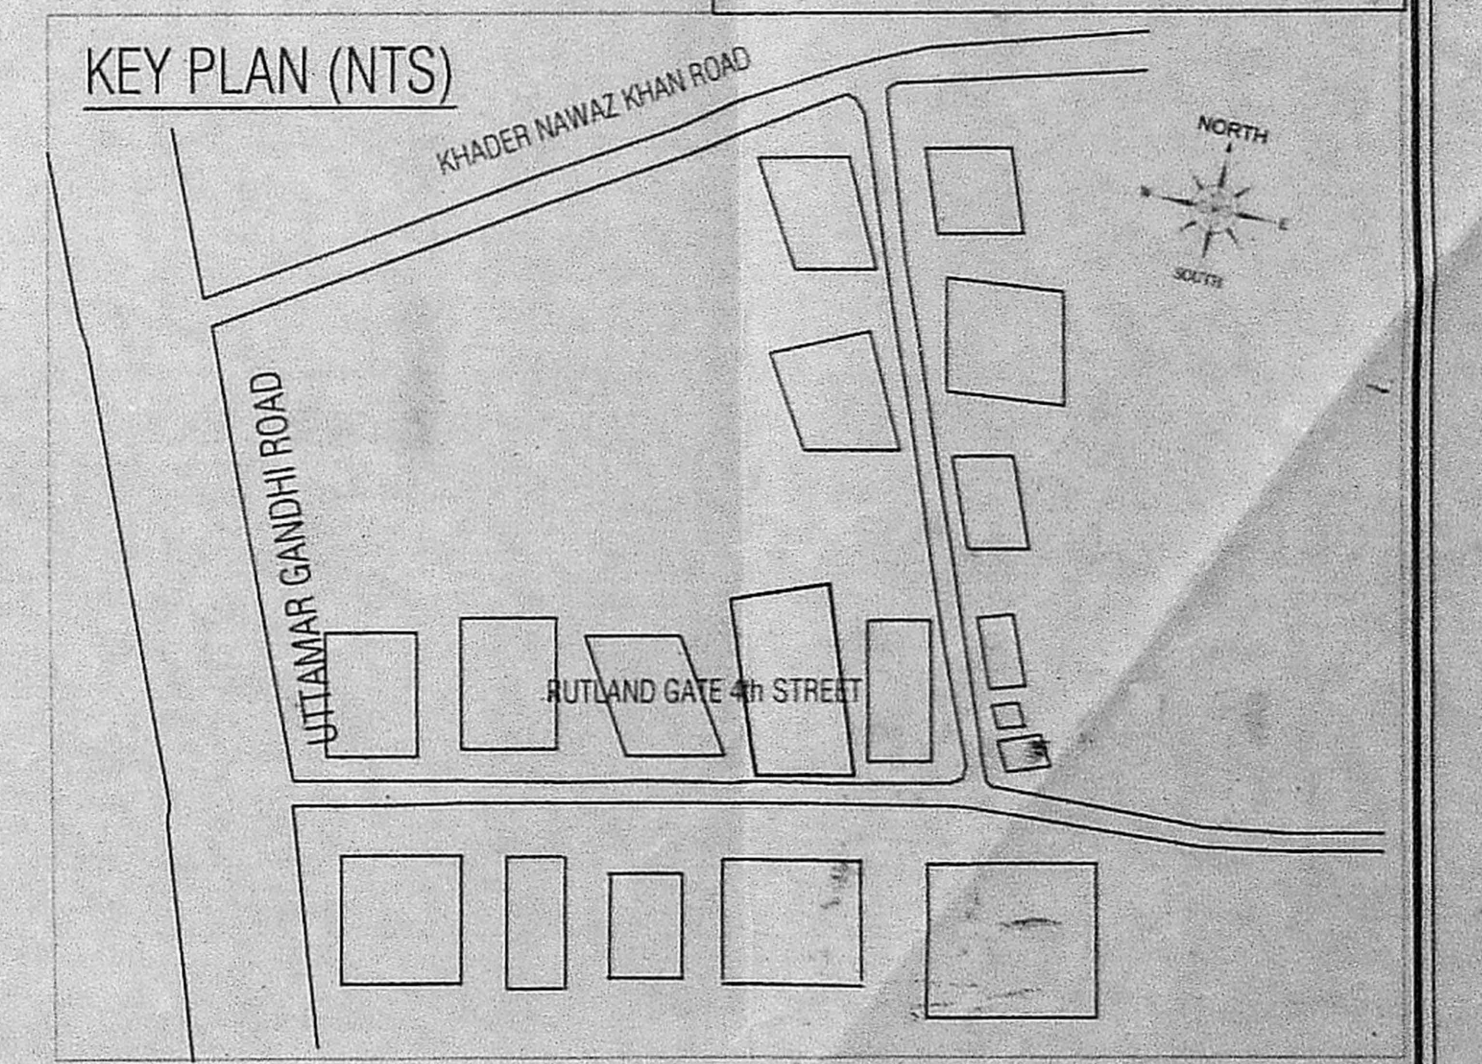 KEY PLAN (NTS)
KHADER NAWAZ KHAN ROAD
NORTH
E
SOUTH
UTTAMAR GANDHI ROAD
RUTLAND GATE 4th STREET